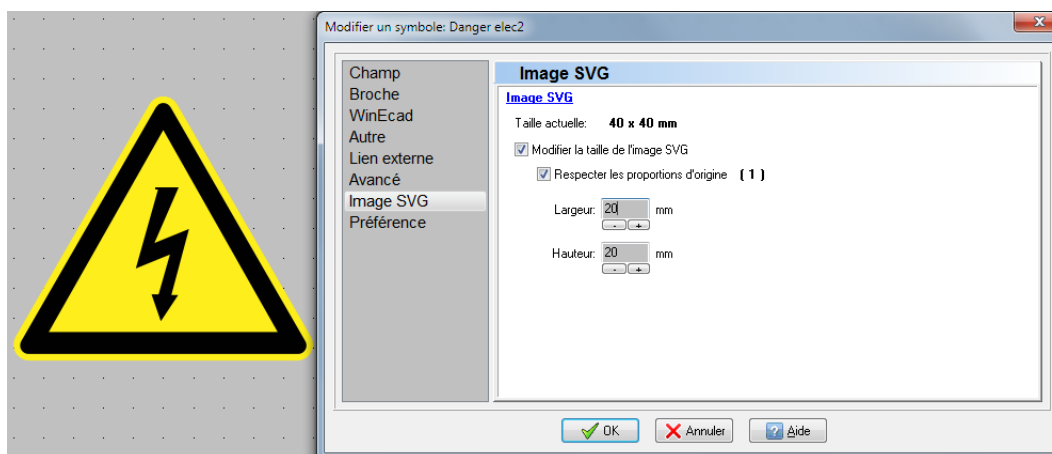 Modifier un symbole: Danger elec2
x
Champ
Broche
WinEcad
Autre
Lien externe
Avancé
Image SVG
Préférence
Image SVG
Image SVG
Taille actuelle: 40 x 40 mm
Modifier la taille de l'image SVG
Respecter les proportions d'origine ( 1 )
Largeur: 20 mm
- +
Hauteur: 20 mm
- +
OK Annuler ? Aide